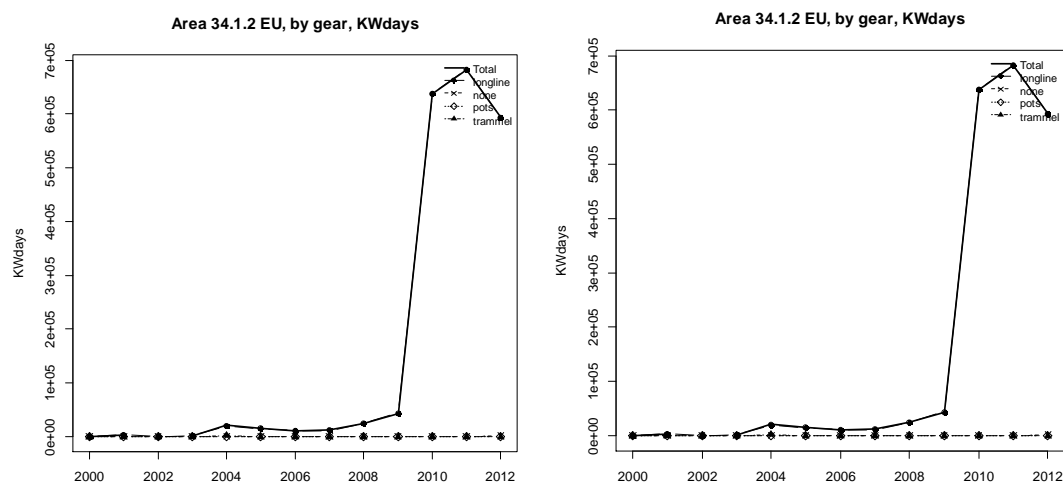 Area 34.1.2 EU, by gear, KWdays
KWdays
7e+05
6e+05
5e+05
4e+05
3e+05
2e+05
1e+05
0e+00
2000 2002 2004 2006 2008 2010 2012
Total
longline
none
pots
trammel
Area 34.1.2 EU, by gear, KWdays
KWdays
7e+05
6e+05
5e+05
4e+05
3e+05
2e+05
1e+05
0e+00
2000 2002 2004 2006 2008 2010 2012
Total
longline
none
pots
trammel